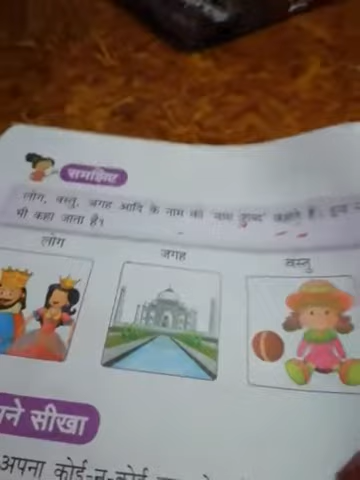 समझिए
लोग, वस्तु, जगह आदि के नाम को 'नाम शब्द' कहते हैं। इन्हें
भी कहा जाता है।
लोग
जगह
वस्तु
ने सीखा
अपना कोई-न-कोई